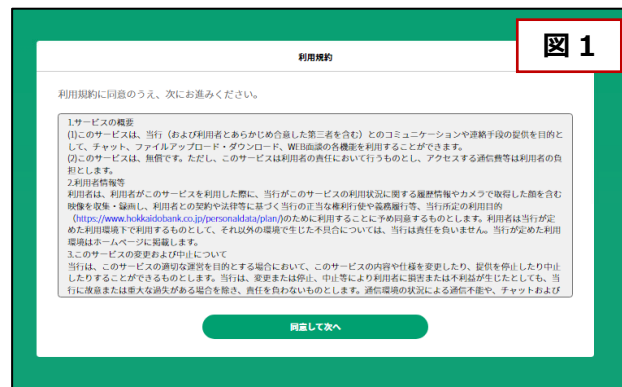 図1
利用規約
利用規約に同意のうえ、次にお進みください。
1.サービスの概要
(1)このサービスは、当行（および利用者とあらかじめ合意した第三者を含む）とのコミュニケーションや連絡手段の提供を目的と
して、チャット、ファイルアップロード・ダウンロード、WEB面談の各機能を利用することができます。
(2)このサービスは、無償です。ただし、このサービスは利用者の責任において行うものとし、アクセスする通信費等は利用者の負
担とします。
2.利用者情報等
利用者は、利用者がこのサービスを利用した際に、当行がこのサービスの利用状況に関する履歴情報やカメラで取得した顔を含む
映像を収集・録画し、利用者との契約や法律等に基づく当行の正当な権利行使や義務履行等、当行所定の利用目的
（https://www.hokkaidobank.co.jp/personaldata/plan/)のために利用することに予め同意するものとします。利用者は当行が定
めた利用環境下で利用するものとして、それ以外の環境で生じた不具合については、当行は責任を負いません。当行が定めた利用
環境はホームページに掲載します。
3.このサービスの変更および中止について
当行は、このサービスの適切な運営を目的とする場合において、このサービスの内容や仕様を変更したり、提供を停止したり中止
したりすることができるものとします。当行は、変更または停止、中止等により利用者に損害または不利益が生じたとしても、当
行に故意または重大な過失がある場合を除き、責任を負わないものとします。通信環境の状況による通信不能や、チャットおよび
同意して次へ